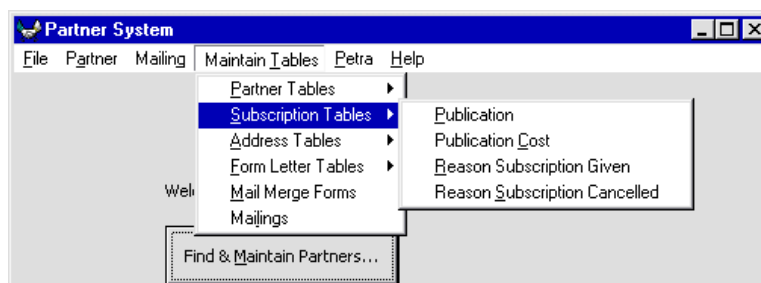 Partner System
File Partner Mailing Maintain Tables Petra Help
Partner Tables
Subscription Tables Publication
Address Tables Publication Cost
Form Letter Tables Reason Subscription Given
Mail Merge Forms Reason Subscription Cancelled
Mailings
Find & Maintain Partners...